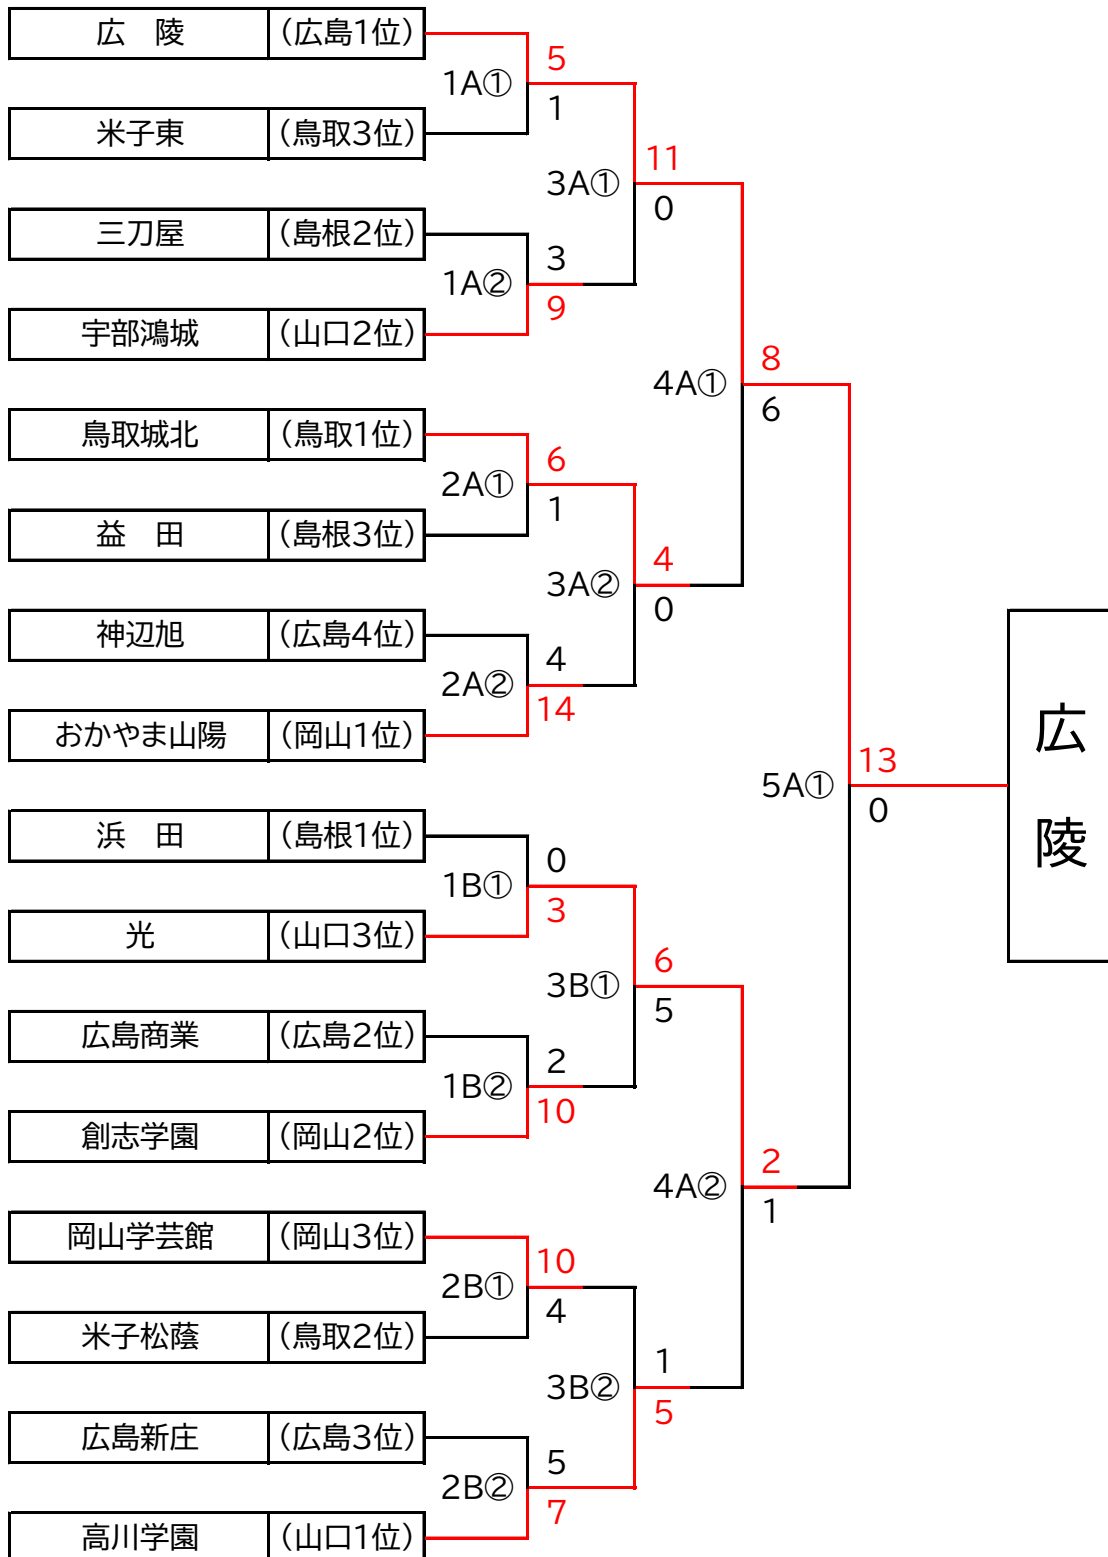 広　陵 (広島1位)
5
1A①
1
米子東 (鳥取3位)
11
3A①
0
三刀屋 (島根2位)
3
1A②
9
宇部鴻城 (山口2位)
8
4A①
6
鳥取城北 (鳥取1位)
6
2A①
1
益　田 (島根3位)
4
3A②
0
神辺旭 (広島4位)
4
2A②
14
おかやま山陽 (岡山1位)
13
5A①
0
広
陵
浜　田 (島根1位)
0
1B①
3
光 (山口3位)
6
3B①
5
広島商業 (広島2位)
2
1B②
10
創志学園 (岡山2位)
2
4A②
1
岡山学芸館 (岡山3位)
10
2B①
4
米子松蔭 (鳥取2位)
1
3B②
5
広島新庄 (広島3位)
5
2B②
7
高川学園 (山口1位)